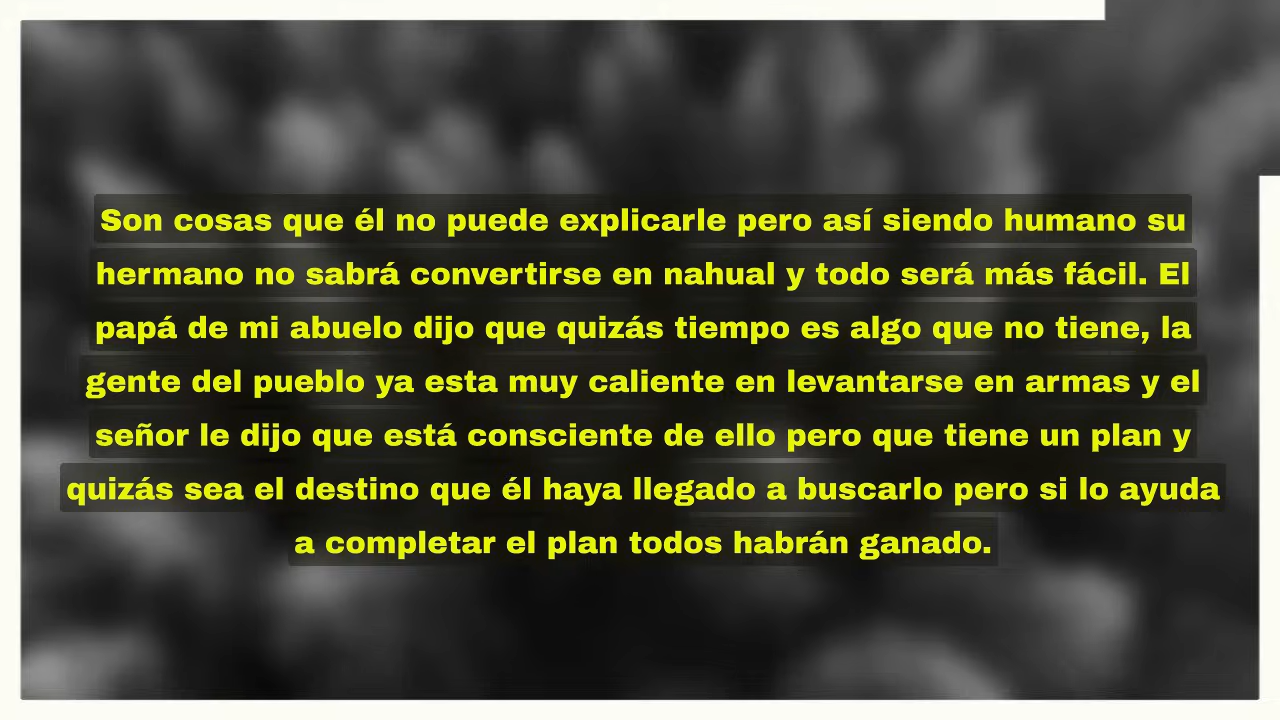 Son cosas que él no puede explicarle pero así siendo humano su
hermano no sabrá convertirse en nahual y todo será más fácil. El
papá de mi abuelo dijo que quizás tiempo es algo que no tiene, la
gente del pueblo ya esta muy caliente en levantarse en armas y el
señor le dijo que está consciente de ello pero que tiene un plan y
quizás sea el destino que él haya llegado a buscarlo pero si lo ayuda
a completar el plan todos habrán ganado.